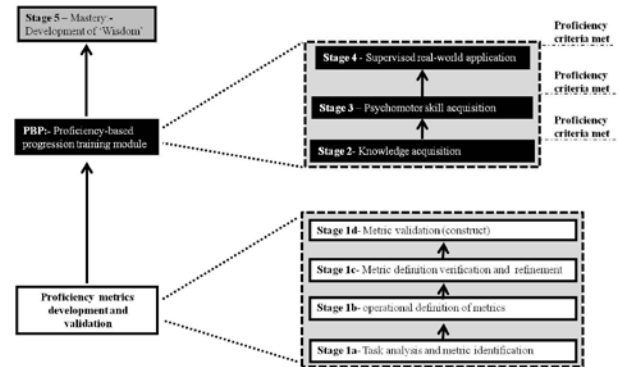 Stage 5 – Mastery:-
Development of 'Wisdom'
PBP:- Proficiency-based
progression training module
Proficiency metrics
development and
validation
Proficiency
criteria met
Stage 4 - Supervised real-world application
Proficiency
criteria met
Stage 3 – Psychomotor skill acquisition
Proficiency
criteria met
Stage 2- Knowledge acquisition
Stage 1d- Metric validation (construct)
Stage 1c- Metric definition verification and refinement
Stage 1b- operational definition of metrics
Stage 1a- Task analysis and metric identification